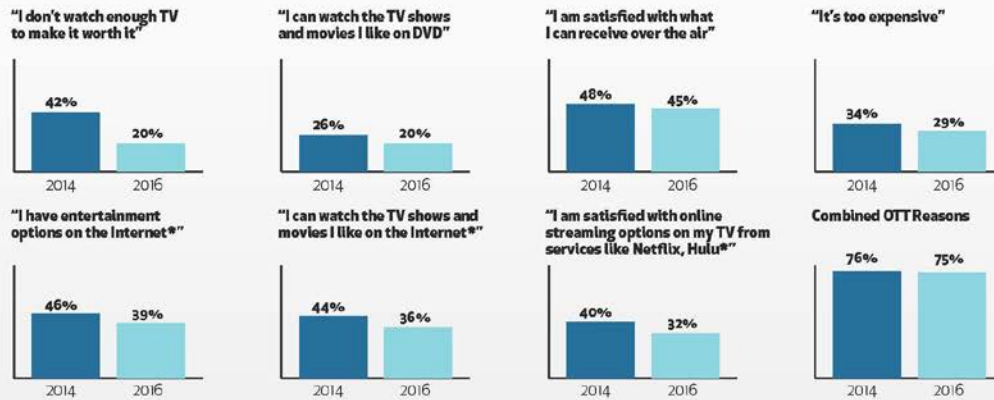 “I don’t watch enough TV
to make it worth it”
42%
20%
2014
2016
“I can watch the TV shows
and movies I like on DVD”
26%
20%
2014
2016
“I am satisfied with what
I can receive over the air”
48%
45%
2014
2016
“It’s too expensive”
34%
29%
2014
2016
“I have entertainment
options on the Internet*”
46%
39%
2014
2016
“I can watch the TV shows and
movies I like on the Internet*”
44%
36%
2014
2016
“I am satisfied with online
streaming options on my TV from
services like Netflix, Hulu*”
40%
32%
2014
2016
Combined OTT Reasons
76%
75%
2014
2016